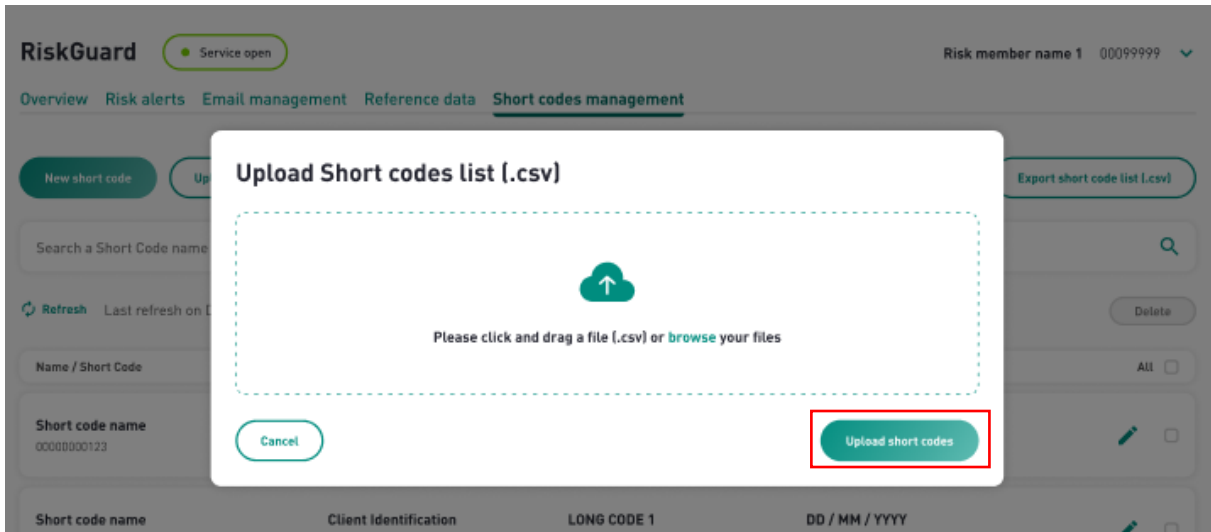 RiskGuard
Service open
Risk member name 1 00099999
Overview Risk alerts Email management Reference data Short codes management
New short code
Export short code list (.csv)
Upload Short codes list (.csv)
Search a Short Code name
Please click and drag a file (.csv) or browse your files
Refresh Last refresh on
Delete
Name / Short Code
All
Short code name
Cancel
Upload short codes
Short code name Client Identification LONG CODE 1 DD / MM / YYYY